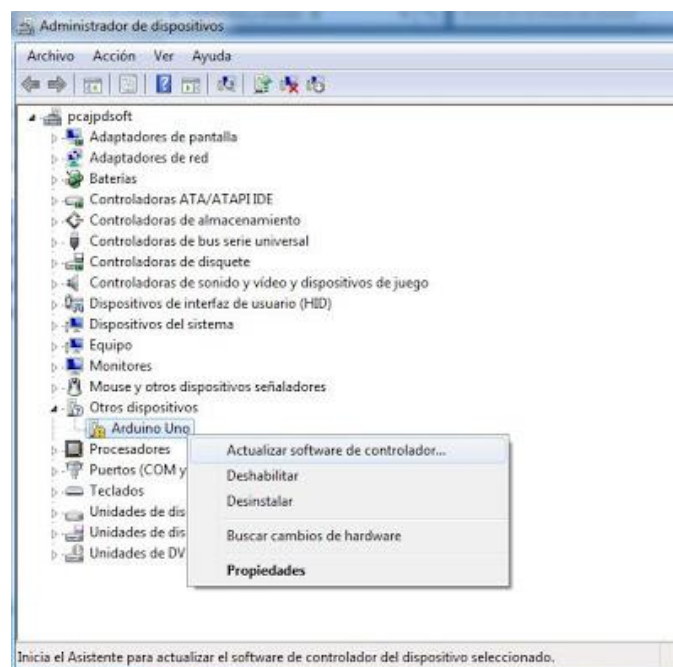 Administrador de dispositivos
Archivo Acción Ver Ayuda
pcajpdsoft
Adaptadores de pantalla
Adaptadores de red
Baterías
Controladoras ATA/ATAPI IDE
Controladoras de almacenamiento
Controladoras de bus serie universal
Controladoras de disquete
Controladoras de sonido y vídeo y dispositivos de juego
Dispositivos de interfaz de usuario (HID)
Dispositivos del sistema
Equipo
Monitores
Mouse y otros dispositivos señaladores
Otros dispositivos
Arduino Uno
Procesadores
Puertos (COM y
Teclados
Unidades de dis
Unidades de dis
Unidades de DV
Actualizar software de controlador...
Deshabilitar
Desinstalar
Buscar cambios de hardware
Propiedades
Inicia el Asistente para actualizar el software de controlador del dispositivo seleccionado.